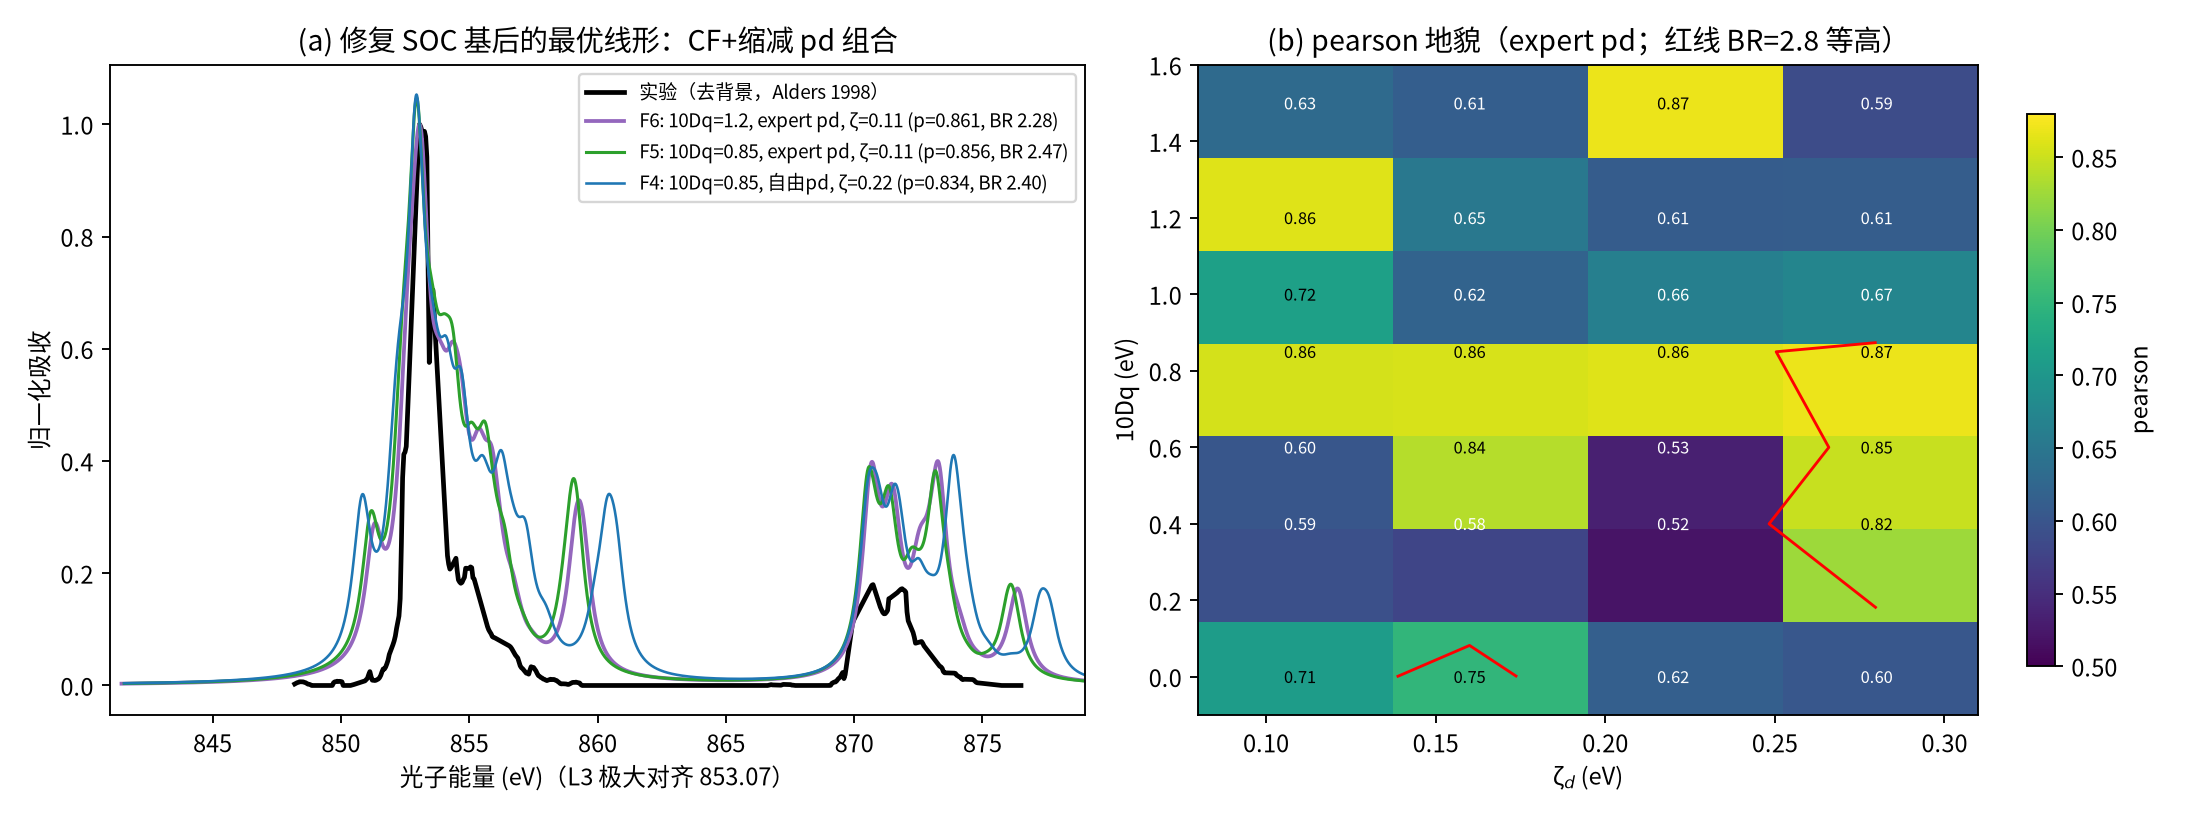 (a) 修复 SOC 基后的最优线形：CF+缩减 pd 组合
实验（去背景，Alders 1998）
F6: 10Dq=1.2, expert pd, ζ=0.11 (p=0.861, BR 2.28)
F5: 10Dq=0.85, expert pd, ζ=0.11 (p=0.856, BR 2.47)
F4: 10Dq=0.85, 自由pd, ζ=0.22 (p=0.834, BR 2.40)
归一化吸收
1.0
0.8
0.6
0.4
0.2
0.0
845 850 855 860 865 870 875
光子能量 (eV)（L3 极大对齐 853.07）
(b) pearson 地貌（expert pd；红线 BR=2.8 等高）
10Dq (eV)
1.6
1.4
1.2
1.0
0.8
0.6
0.4
0.2
0.0
0.63 0.61 0.87 0.59
0.86 0.65 0.61 0.61
0.72 0.62 0.66 0.67
0.86 0.86 0.86 0.87
0.60 0.84 0.53 0.85
0.59 0.58 0.52 0.82
0.71 0.75 0.62 0.60
0.10 0.15 0.20 0.25 0.30
ζd (eV)
0.85
0.80
0.75
0.70
0.65
0.60
0.55
0.50
pearson